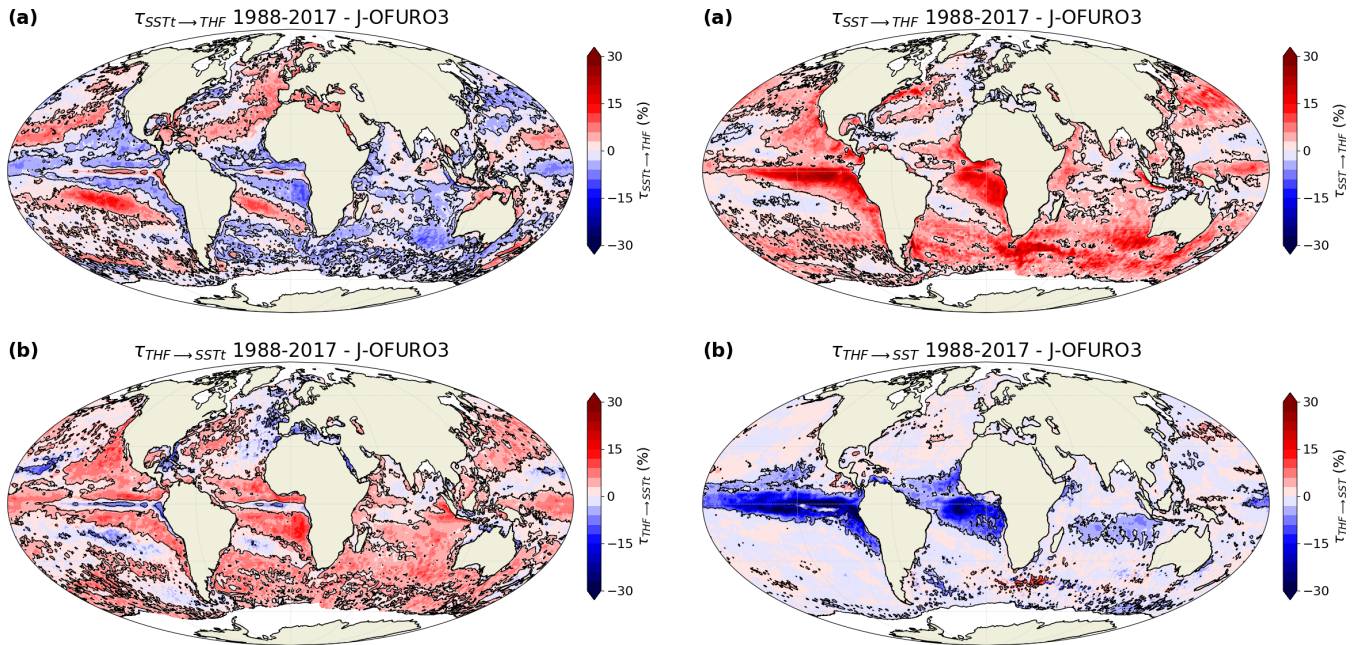 (a)
τSSTt⟶THF 1988-2017 - J-OFURO3
30
15
0
−15
−30
τSSTt⟶THF (%)
(a)
τSST⟶THF 1988-2017 - J-OFURO3
30
15
0
−15
−30
τSST⟶THF (%)
(b)
τTHF⟶SSTt 1988-2017 - J-OFURO3
30
15
0
−15
−30
τTHF⟶SSTt (%)
(b)
τTHF⟶SST 1988-2017 - J-OFURO3
30
15
0
−15
−30
τTHF⟶SST (%)